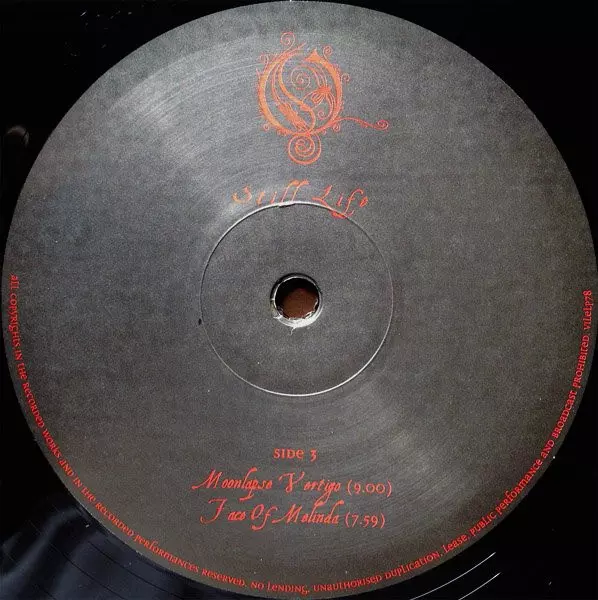 Still Life
SIDE 3
Moonlapse Vertigo (9.00)
Face Of Melinda (7.59)
ALL COPYRIGHTS IN THE RECORDED WORKS AND IN THE RECORDED PERFORMANCES RESERVED. NO LENDING, UNAUTHORISED DUPLICATION, LEASE, PUBLIC PERFORMANCE AND BROADCAST PROHIBITED. VILELP78